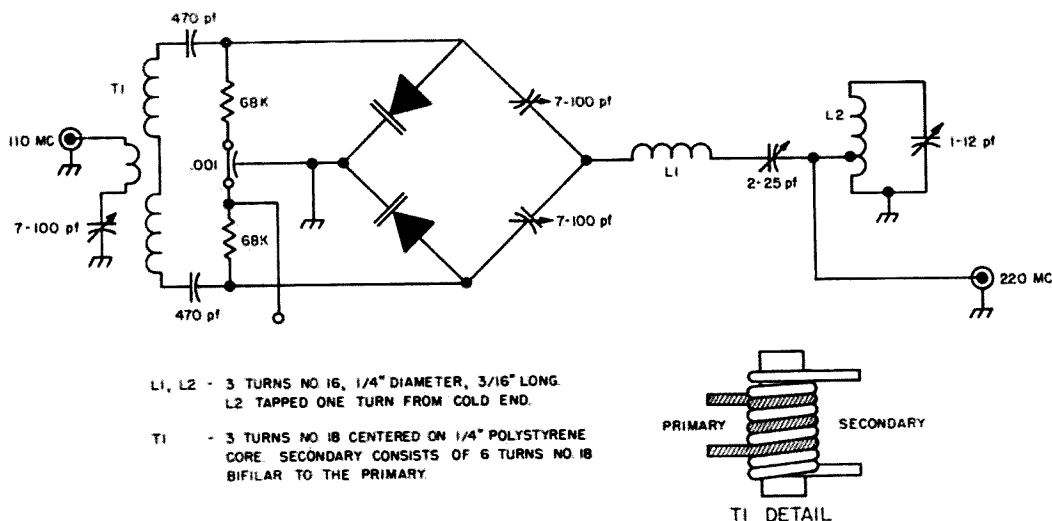 470 pf
T1
68K
7-100 pf
L2
110 MC
.001
1-12 pf
L1
2-25 pf
7-100 pf
68K
7-100 pf
220 MC
470 pf
L1, L2 - 3 TURNS NO. 16, 1/4" DIAMETER, 3/16" LONG.
L2 TAPPED ONE TURN FROM COLD END.
T1 - 3 TURNS NO. 18 CENTERED ON 1/4" POLYSTYRENE
CORE. SECONDARY CONSISTS OF 6 TURNS NO. 18
BIFILAR TO THE PRIMARY.
PRIMARY
SECONDARY
T1 DETAIL